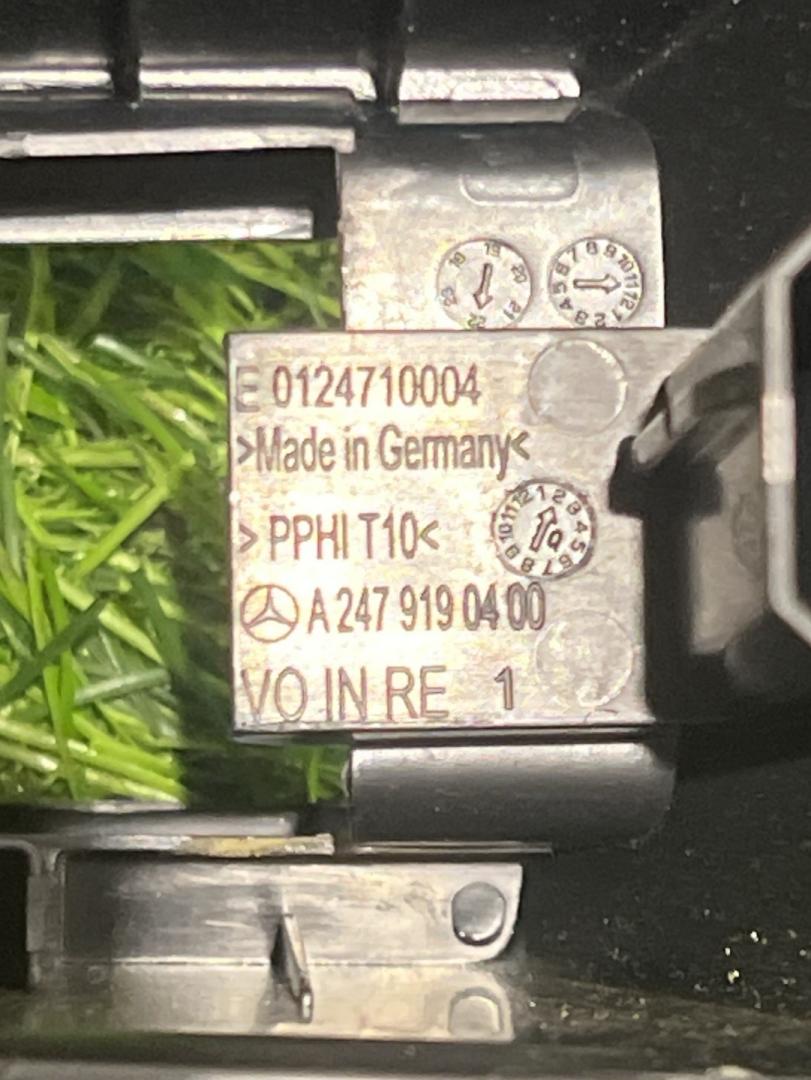 E 0124710004
>Made in Germany<
> PPHI T10<
A 247 919 04 00
VO IN RE 1